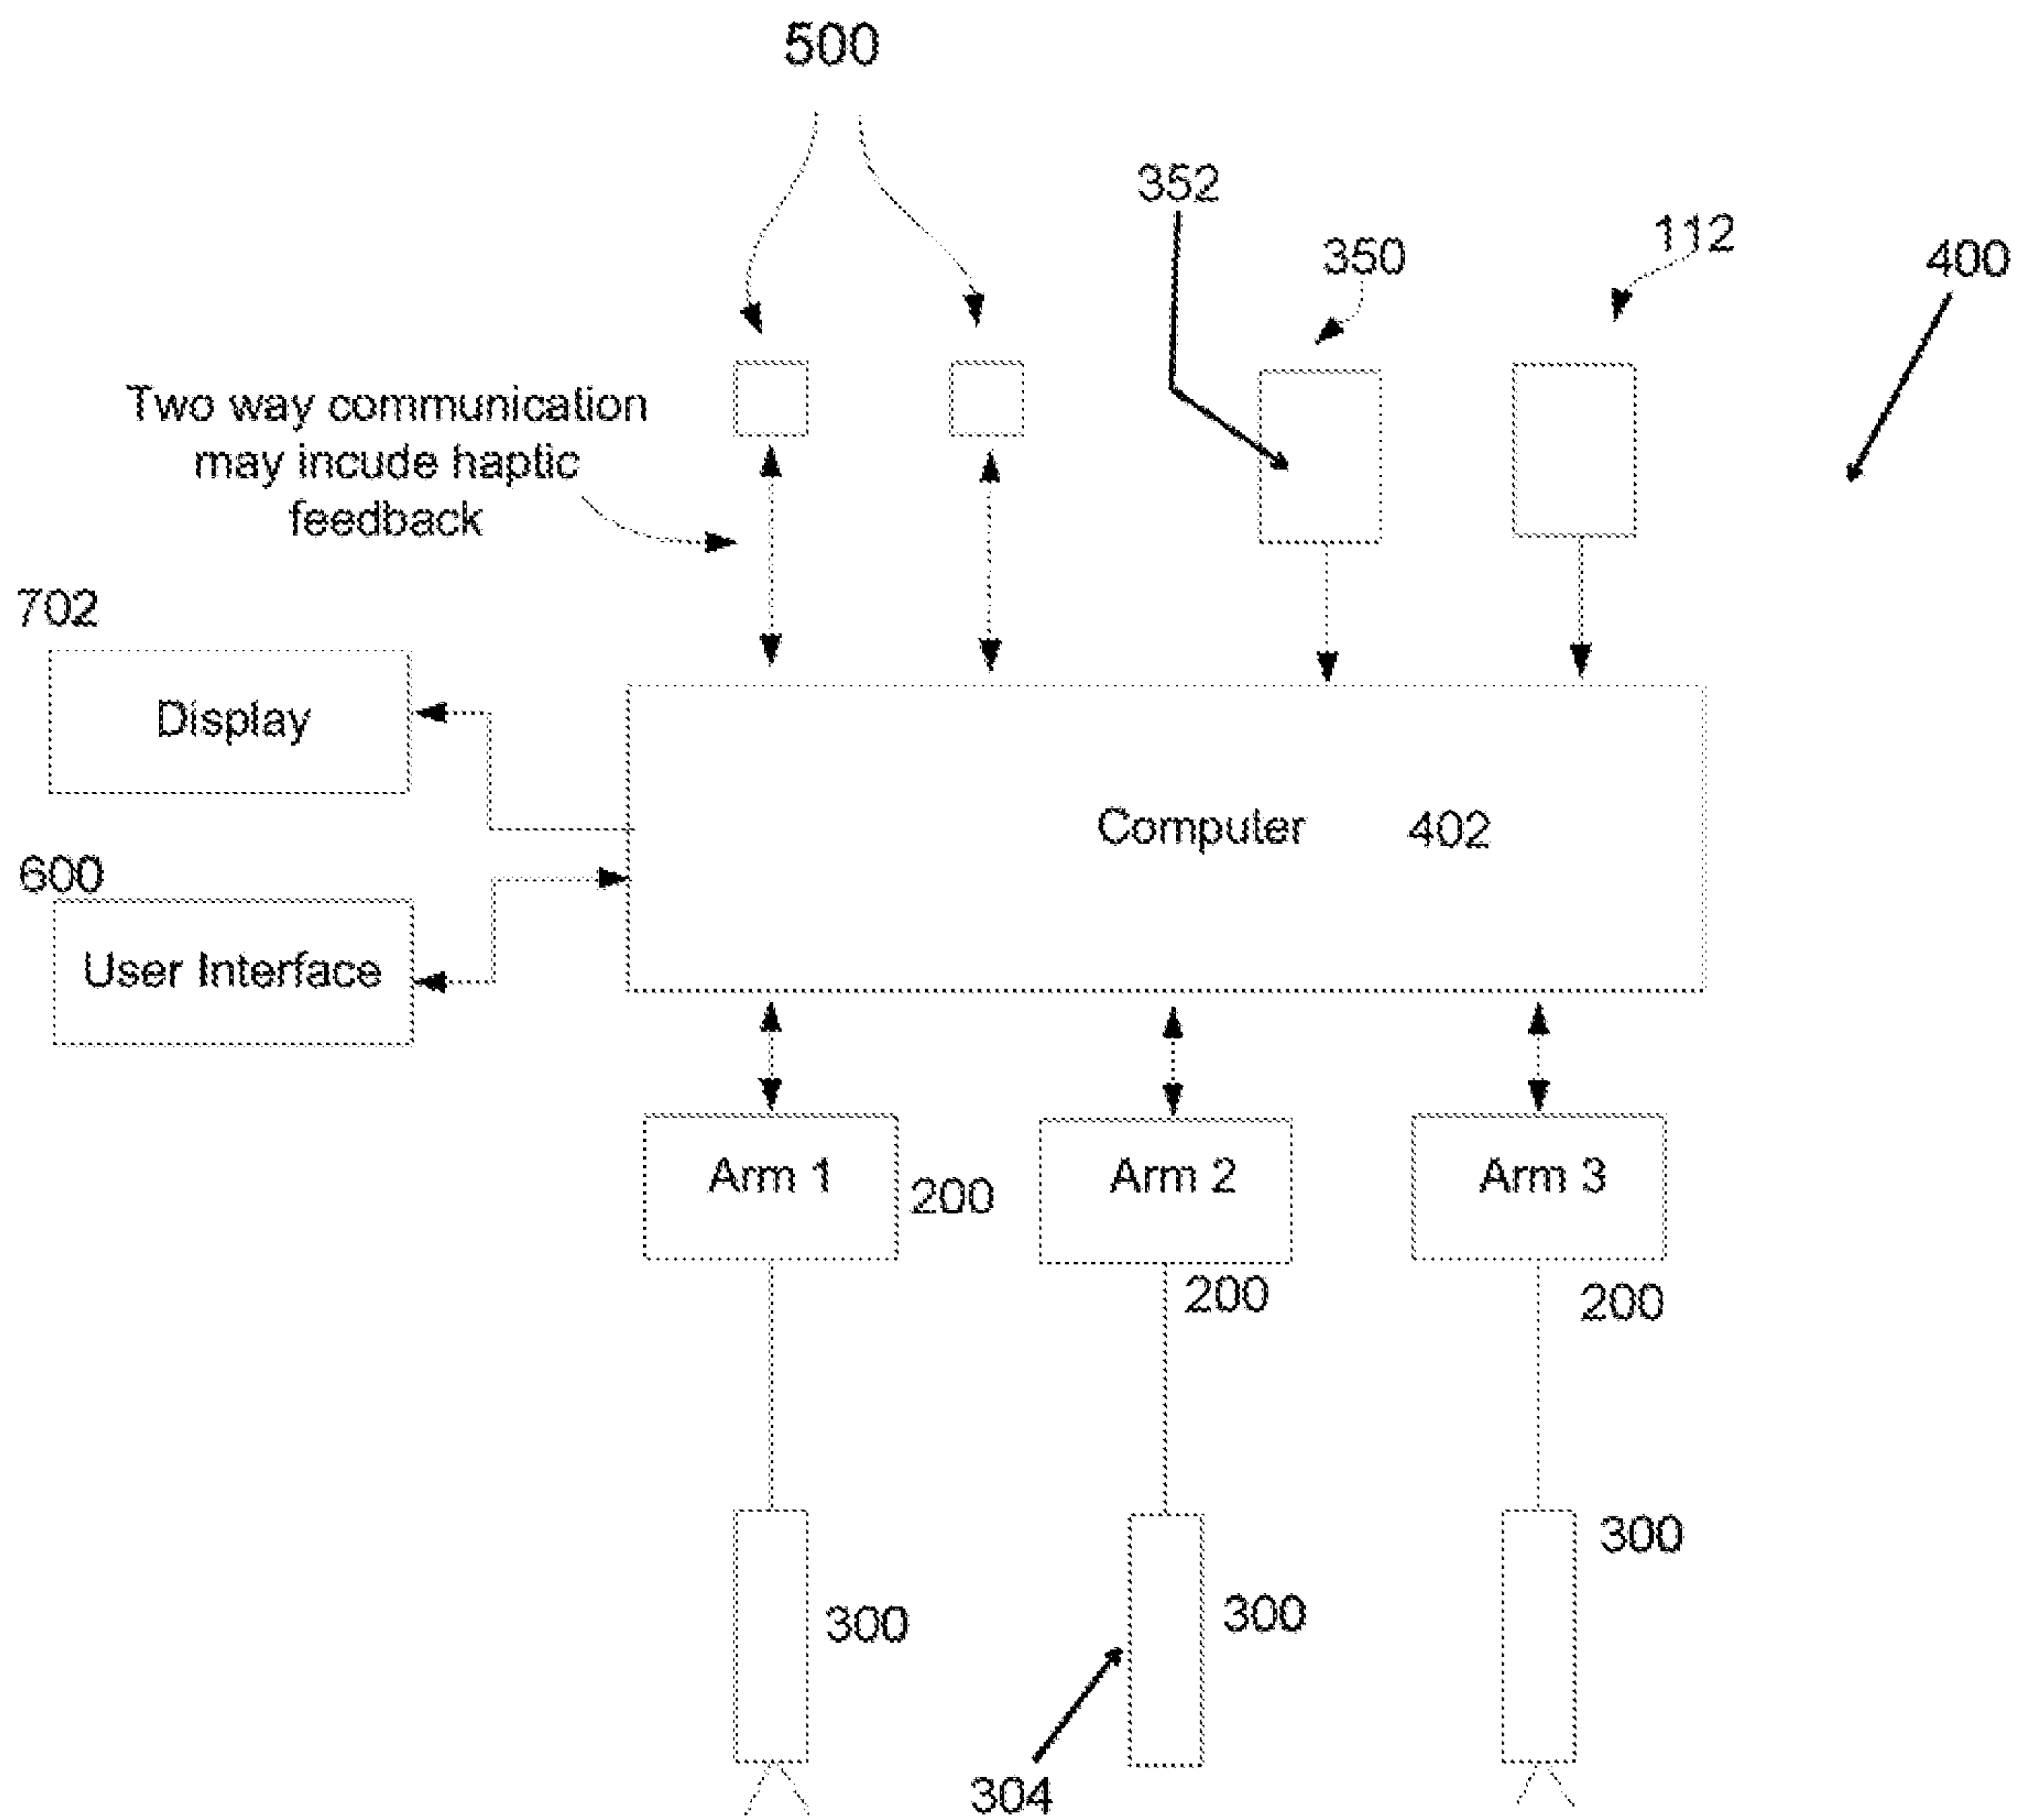 500
352
350
112
400
Two way communication
may incude haptic
feedback
702
Display
Computer 402
600
User Interface
Arm 1
200
Arm 2
200
Arm 3
200
300
300
300
304